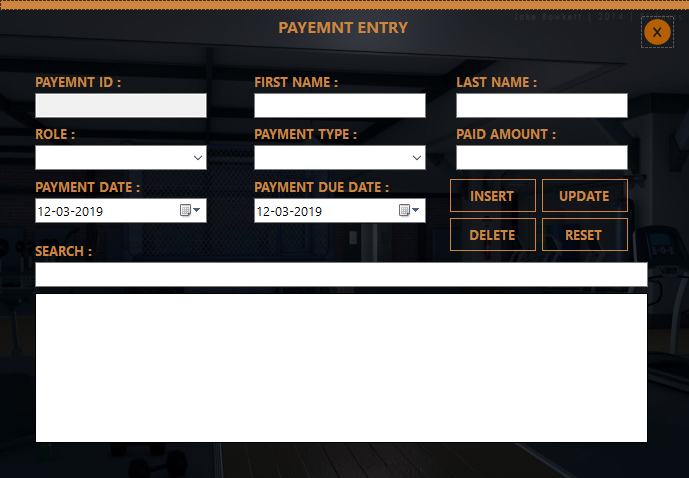 PAYEMNT ENTRY
X
PAYEMNT ID : FIRST NAME : LAST NAME :
ROLE : PAYMENT TYPE : PAID AMOUNT :
PAYMENT DATE : PAYMENT DUE DATE :
12-03-2019 12-03-2019
INSERT UPDATE
DELETE RESET
SEARCH :